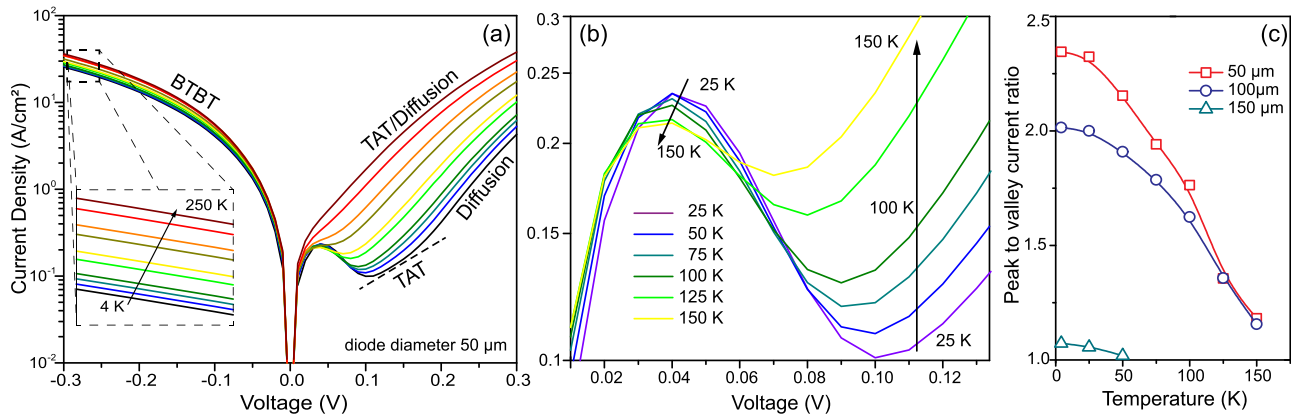 (a)
Current Density (A/cm²)
10²
10¹
10⁰
10⁻¹
10⁻²
BTBT
TAT/Diffusion
Diffusion
TAT
250 K
4 K
diode diameter 50 µm
-0.3
-0.2
-0.1
0.0
0.1
0.2
0.3
Voltage (V)
(b)
0.3
0.25
0.2
0.15
0.1
25 K
150 K
150 K
100 K
25 K
25 K
50 K
75 K
100 K
125 K
150 K
0.02
0.04
0.06
0.08
0.10
0.12
Voltage (V)
(c)
Peak to valley current ratio
2.5
2.0
2.5
1.0
50 µm
100µm
150 µm
0
25
50
75
100
125
150
Temperature (K)